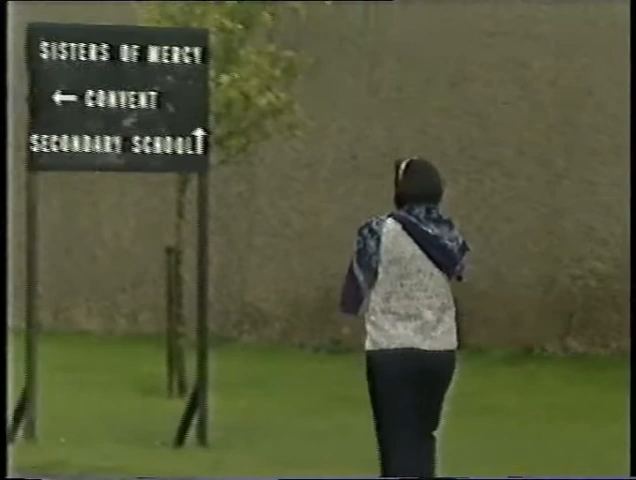 SISTERS OF MERCY
← CONVENT
SECONDARY SCHOOL ↑